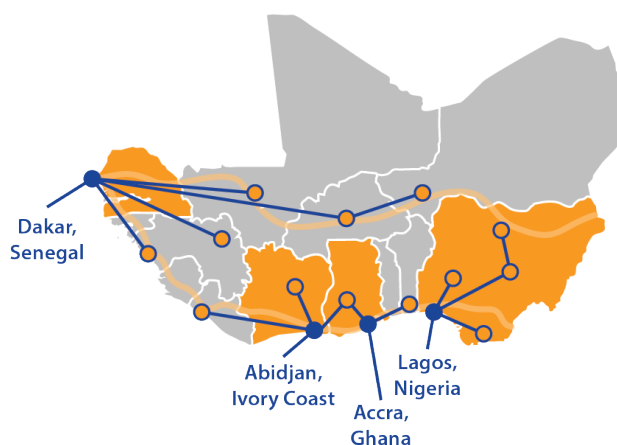 Dakar,
Senegal
Abidjan,
Ivory Coast
Accra,
Ghana
Lagos,
Nigeria